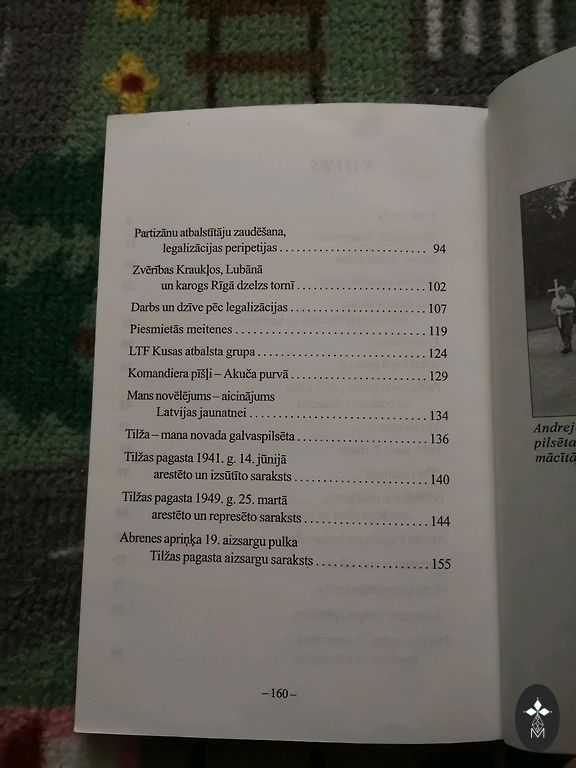 Partizānu atbalstītāju zaudēšana,
legalizācijas peripetijas . . . . . . . . . . . . . . . . . . . . . . . . . . 94
Zvērības Kraukļos, Lubānā
un karogs Rīgā dzelzs tornī . . . . . . . . . . . . . . . . . . . . . . 102
Darbs un dzīve pēc legalizācijas . . . . . . . . . . . . . . . . . . . . . . . 107
Piesmietās meitenes . . . . . . . . . . . . . . . . . . . . . . . . . . . . . . . . 119
LTF Kusas atbalsta grupa . . . . . . . . . . . . . . . . . . . . . . . . . . . . 124
Komandiera pīšļi – Akuča purvā . . . . . . . . . . . . . . . . . . . . . . . 129
Mans novēlējums – aicinājums
Latvijas jaunatnei . . . . . . . . . . . . . . . . . . . . . . . . . . . . . . 134
Tilža – mana novada galvaspilsēta . . . . . . . . . . . . . . . . . . . . . . 136
Tilžas pagasta 1941. g. 14. jūnijā
arestēto un izsūtīto saraksts . . . . . . . . . . . . . . . . . . . . . . . 140
Tilžas pagasta 1949. g. 25. martā
arestēto un represēto saraksts . . . . . . . . . . . . . . . . . . . . . 144
Abrenes apriņķa 19. aizsargu pulka
Tilžas pagasta aizsargu saraksts . . . . . . . . . . . . . . . . . . . 155
–160–
Andrej
pilsēta
mācītā
SATURS
M